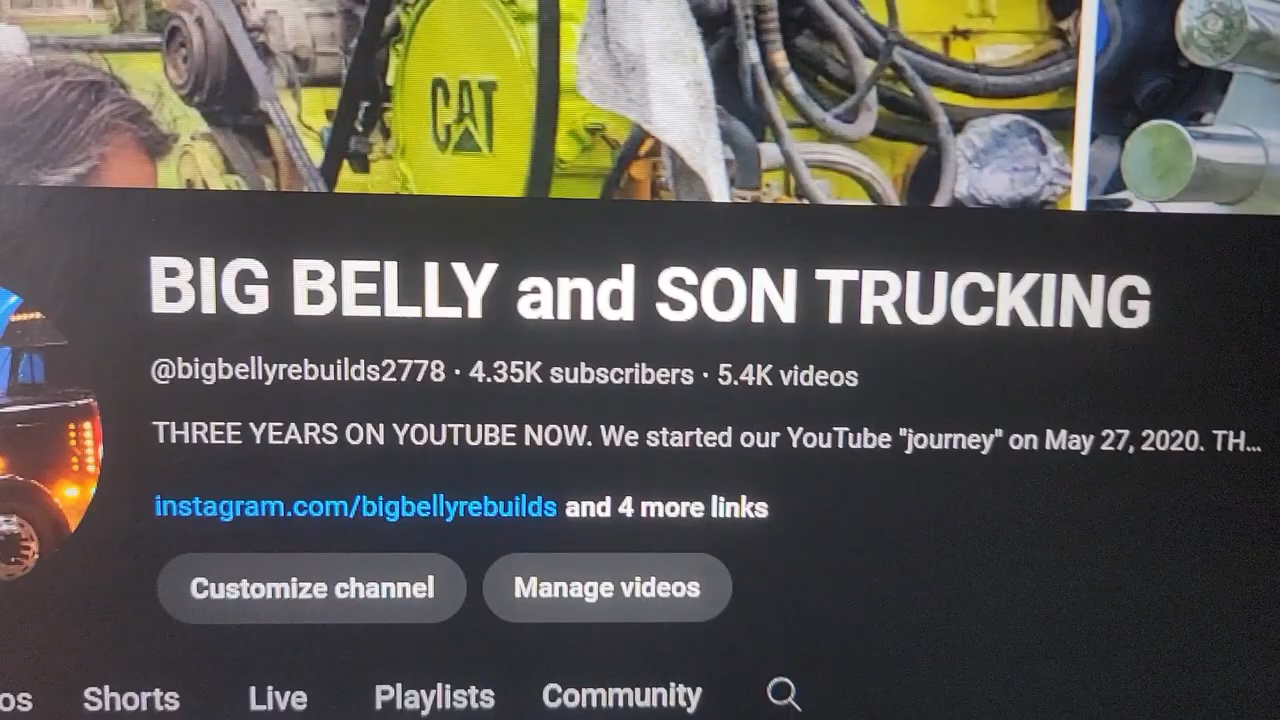 CAT
BIG BELLY and SON TRUCKING
@bigbellyrebuilds2778 · 4.35K subscribers · 5.4K videos
THREE YEARS ON YOUTUBE NOW. We started our YouTube "journey" on May 27, 2020. TH...
instagram.com/bigbellyrebuilds and 4 more links
Customize channel Manage videos
os Shorts Live Playlists Community